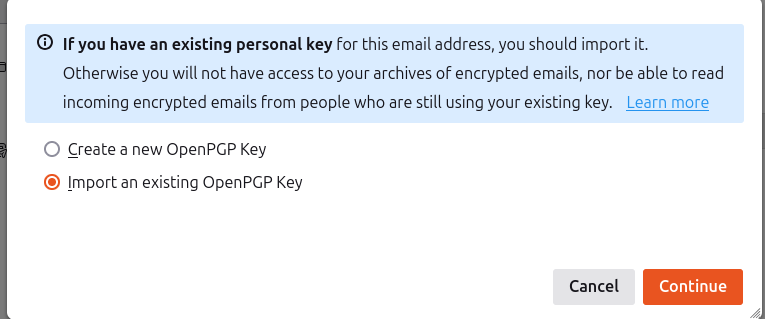 If you have an existing personal key for this email address, you should import it.
Otherwise you will not have access to your archives of encrypted emails, nor be able to read
incoming encrypted emails from people who are still using your existing key. Learn more
Create a new OpenPGP Key
Import an existing OpenPGP Key
Cancel Continue